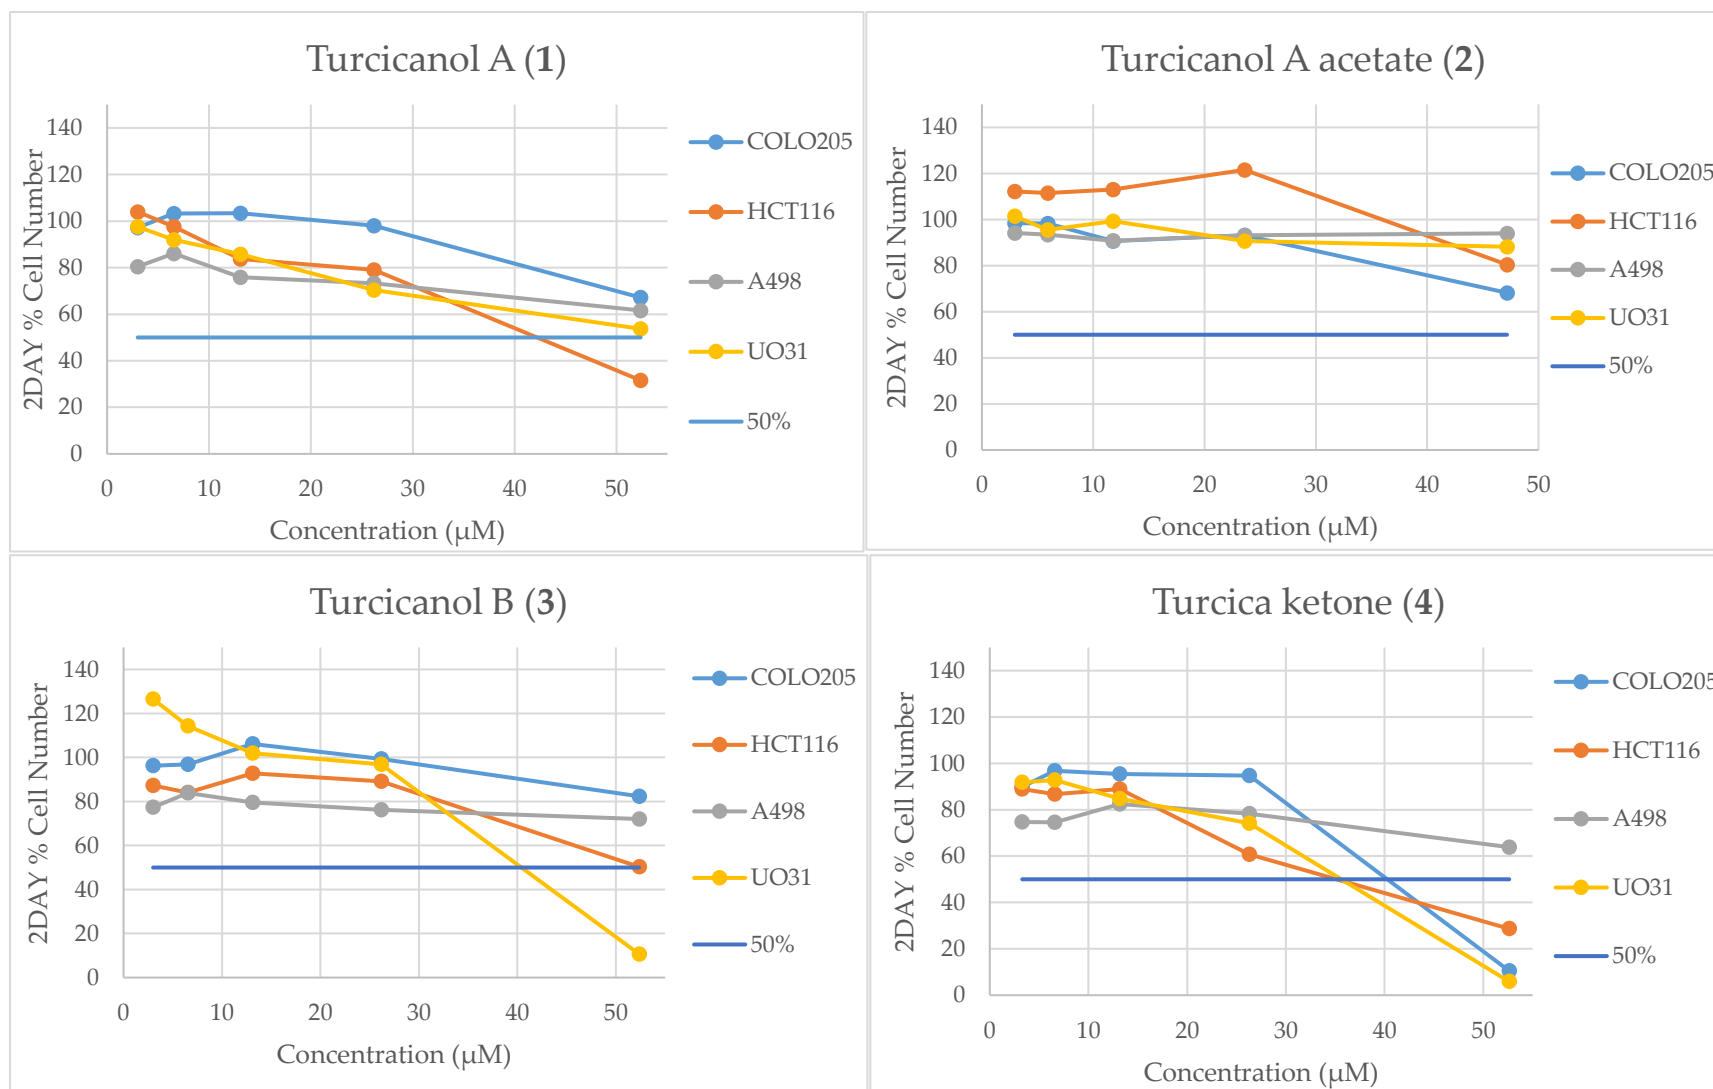 Turcicanol A (1)
2DAY % Cell Number
140
120
100
80
60
40
20
0
0 10 20 30 40 50
Concentration (µM)
COLO205
HCT116
A498
UO31
50%
Turcicanol A acetate (2)
2DAY % Cell Number
140
120
100
80
60
40
20
0
0 10 20 30 40 50
Concentration (µM)
COLO205
HCT116
A498
UO31
50%
Turcicanol B (3)
2DAY % Cell Number
140
120
100
80
60
40
20
0
0 10 20 30 40 50
Concentration (µM)
COLO205
HCT116
A498
UO31
50%
Turcica ketone (4)
2DAY % Cell Number
140
120
100
80
60
40
20
0
0 10 20 30 40 50
Concentration (µM)
COLO205
HCT116
A498
UO31
50%